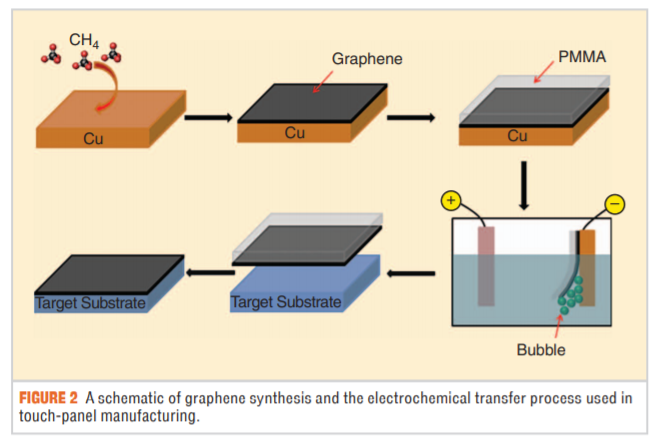 CH4
Graphene
PMMA
Cu
Cu
Cu
+
−
Target Substrate
Target Substrate
Bubble
FIGURE 2 A schematic of graphene synthesis and the electrochemical transfer process used in
touch-panel manufacturing.